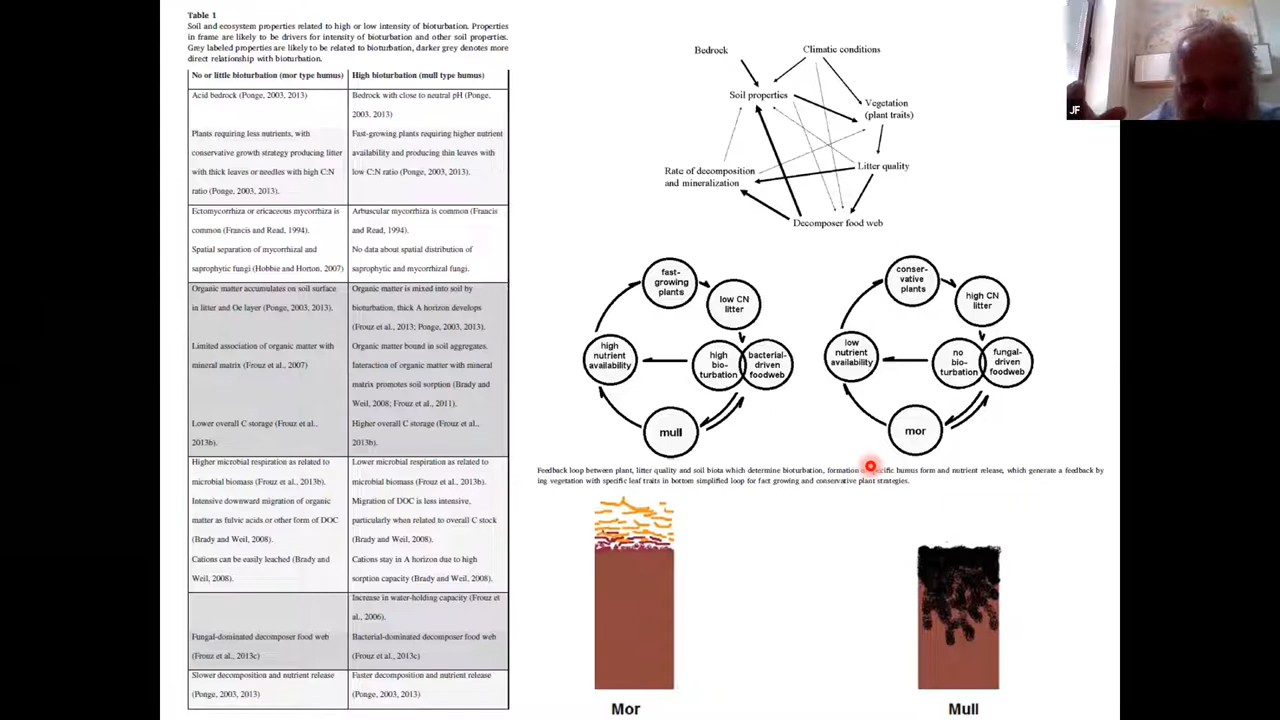 Table 1
Soil and ecosystem properties related to high or low intensity of bioturbation. Properties
in frame are likely to be drivers for intensity of bioturbation and other soil properties.
Grey labeled properties are likely to be related to bioturbation, darker grey denotes more
direct relationship with bioturbation.
No or little bioturbation (mor type humus)
High bioturbation (mull type humus)
Acid bedrock (Ponge, 2003, 2013)
Bedrock with close to neutral pH (Ponge,
2003, 2013)
Plants requiring less nutrients, with
conservative growth strategy producing litter
with thick leaves or needles with high C:N
ratio (Ponge, 2003, 2013).
Fast-growing plants requiring higher nutrient
availability and producing thin leaves with
low C:N ratio (Ponge, 2003, 2013).
Ectomycorrhiza or ericaceous mycorrhiza is
common (Francis and Read, 1994).
Arbuscular mycorrhiza is common (Francis
and Read, 1994).
Spatial separation of mycorrhizal and
saprophytic fungi (Hobbie and Horton, 2007)
No data about spatial distribution of
saprophytic and mycorrhizal fungi.
Organic matter accumulates on soil surface
in litter and Oe layer (Ponge, 2003, 2013).
Organic matter is mixed into soil by
bioturbation, thick A horizon develops
(Frouz et al., 2013; Ponge, 2003, 2013).
Limited association of organic matter with
mineral matrix (Frouz et al., 2007)
Organic matter bound in soil aggregates.
Interaction of organic matter with mineral
matrix promotes soil sorption (Brady and
Weil, 2008; Frouz et al., 2011).
Lower overall C storage (Frouz et al.,
2013b).
Higher overall C storage (Frouz et al.,
2013b).
Higher microbial respiration as related to
microbial biomass (Frouz et al., 2013b).
Lower microbial respiration as related to
microbial biomass (Frouz et al., 2013b).
Intensive downward migration of organic
matter as fulvic acids or other form of DOC
(Brady and Weil, 2008).
Migration of DOC is less intensive,
particularly when related to overall C stock
(Brady and Weil, 2008).
Cations can be easily leached (Brady and
Weil, 2008).
Cations stay in A horizon due to high
sorption capacity (Brady and Weil, 2008).
Increase in water-holding capacity (Frouz et
al., 2006).
Fungal-dominated decomposer food web
(Frouz et al., 2013c)
Bacterial-dominated decomposer food web
(Frouz et al., 2013c)
Slower decomposition and nutrient release
(Ponge, 2003, 2013)
Faster decomposition and nutrient release
(Ponge, 2003, 2013)
Bedrock
Climatic conditions
Soil properties
Vegetation
(plant traits)
Rate of decomposition
and mineralization
Litter quality
Decomposer food web
fast-
growing
plants
low CN
litter
high
nutrient
availability
high
bio-
turbation
bacterial-
driven
foodweb
mull
conser-
vative
plants
high CN
litter
low
nutrient
availability
no
bio-
turbation
fungal-
driven
foodweb
mor
Feedback loop between plant, litter quality and soil biota which determine bioturbation, formation humus form and nutrient release, which generate a feedback by
ing vegetation with specific leaf traits in bottom simplified loop for fact growing and conservative plant strategies.
Mor
Mull
JF